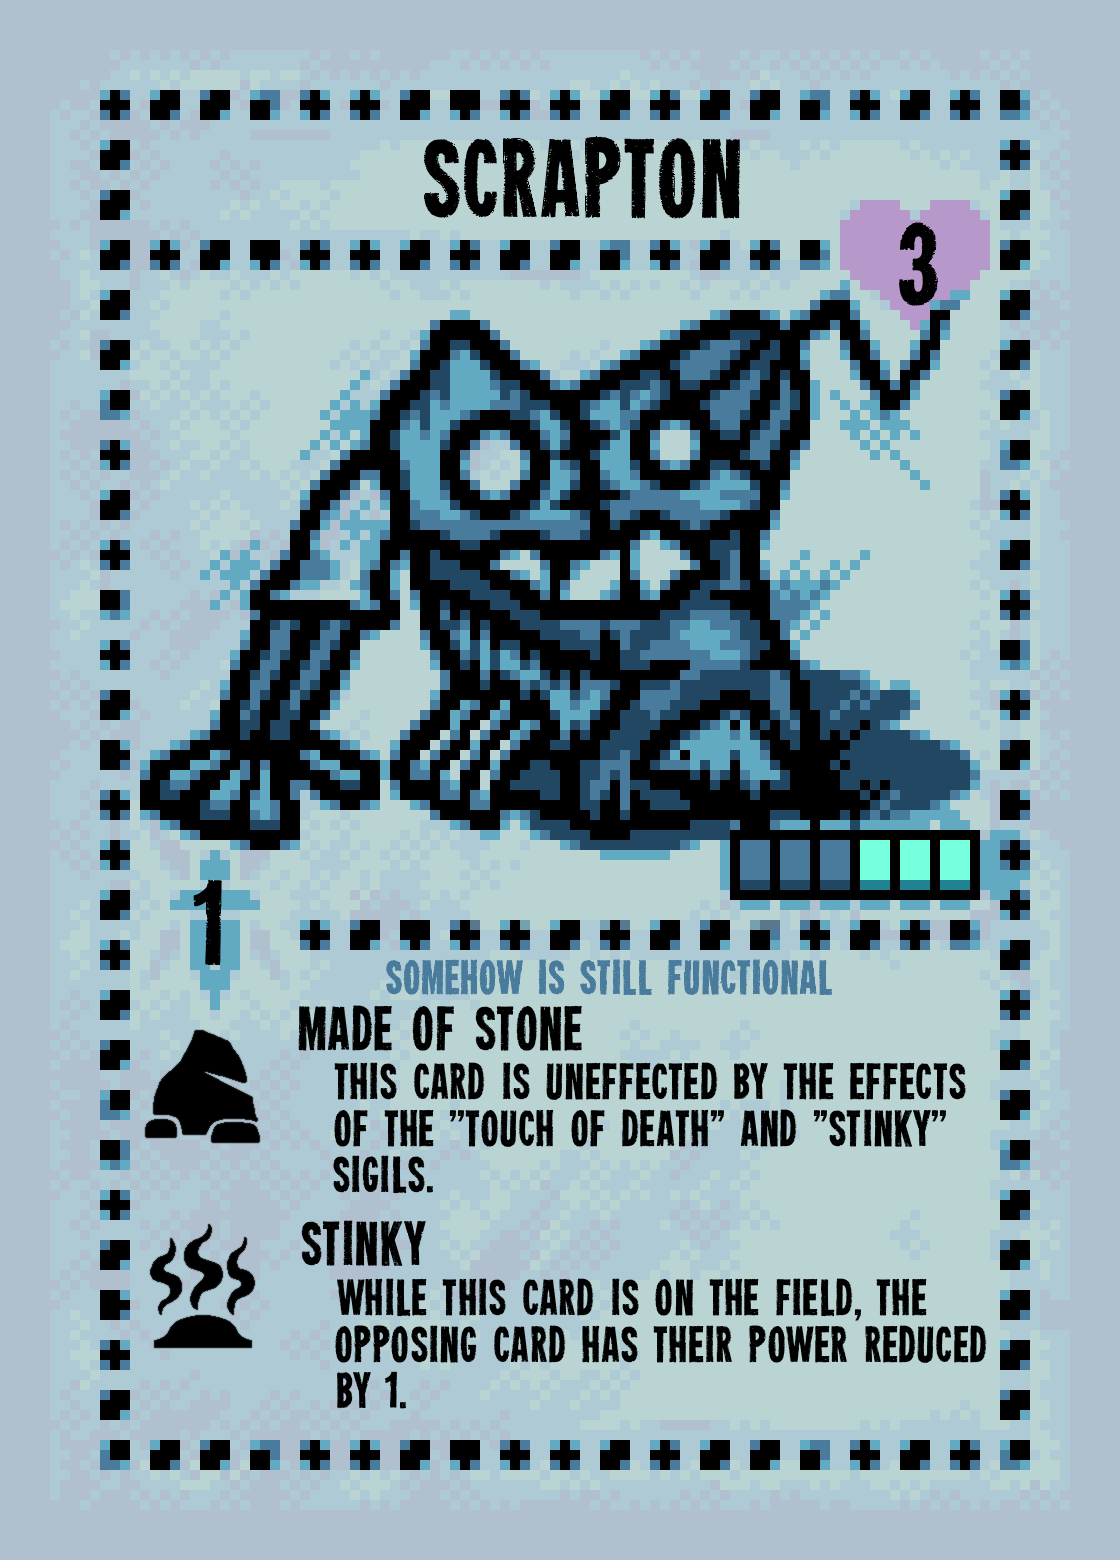 SCRAPTON
3
1
SOMEHOW IS STILL FUNCTIONAL
MADE OF STONE
THIS CARD IS UNEFFECTED BY THE EFFECTS
OF THE "TOUCH OF DEATH" AND "STINKY"
SIGILS.
STINKY
WHILE THIS CARD IS ON THE FIELD, THE
OPPOSING CARD HAS THEIR POWER REDUCED
BY 1.